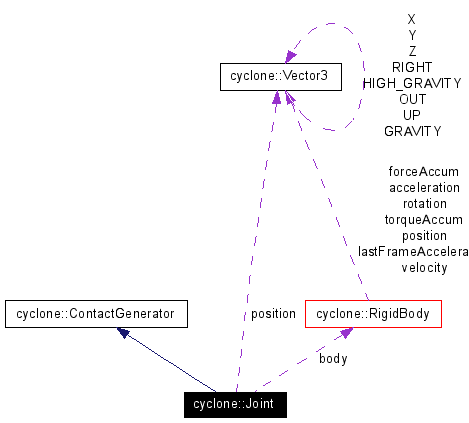 X
Y
Z
RIGHT
HIGH_GRAVITY
OUT
UP
GRAVITY
cyclone::Vector3
forceAccum
acceleration
rotation
torqueAccum
position
lastFrameAccelera
velocity
cyclone::ContactGenerator
position
cyclone::RigidBody
body
cyclone::Joint